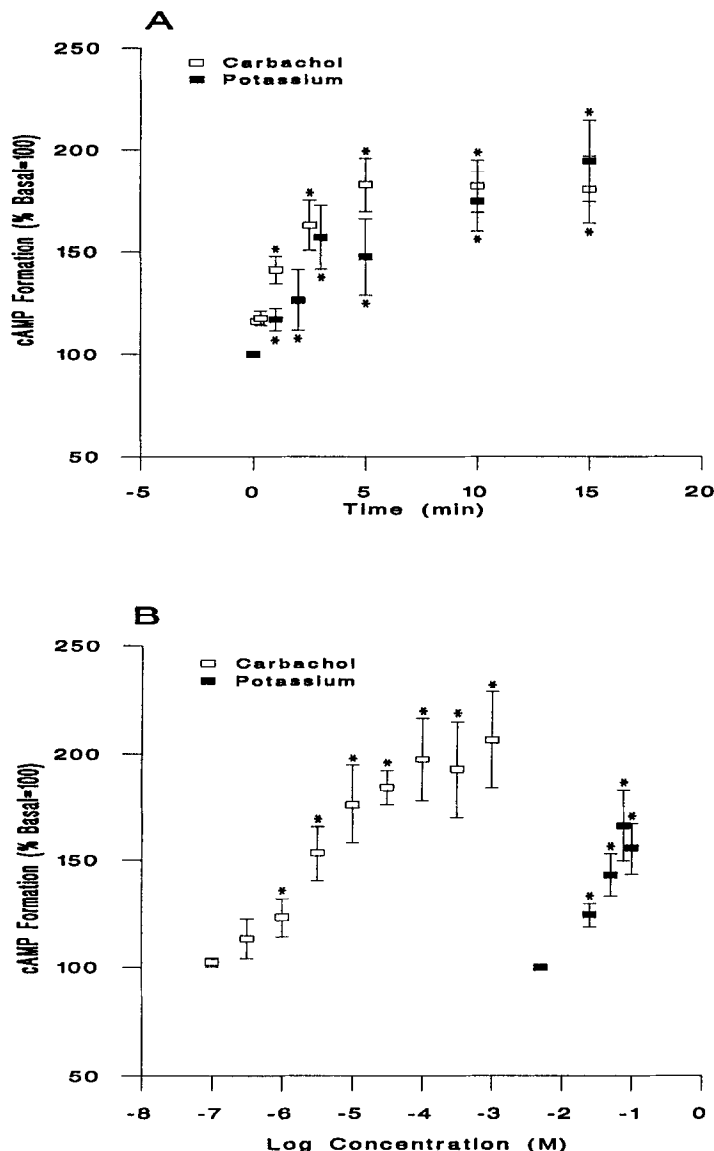 A
250
200
150
100
50
cAMP Formation (% Basal=100)
Carbachol
Potassium
* * * * * * * * * * *
-5 0 5 10 15 20
Time (min)
B
250
200
150
100
50
cAMP Formation (% Basal=100)
Carbachol
Potassium
* * * * * * * * * * *
-8 -7 -6 -5 -4 -3 -2 -1 0
Log Concentration (M)